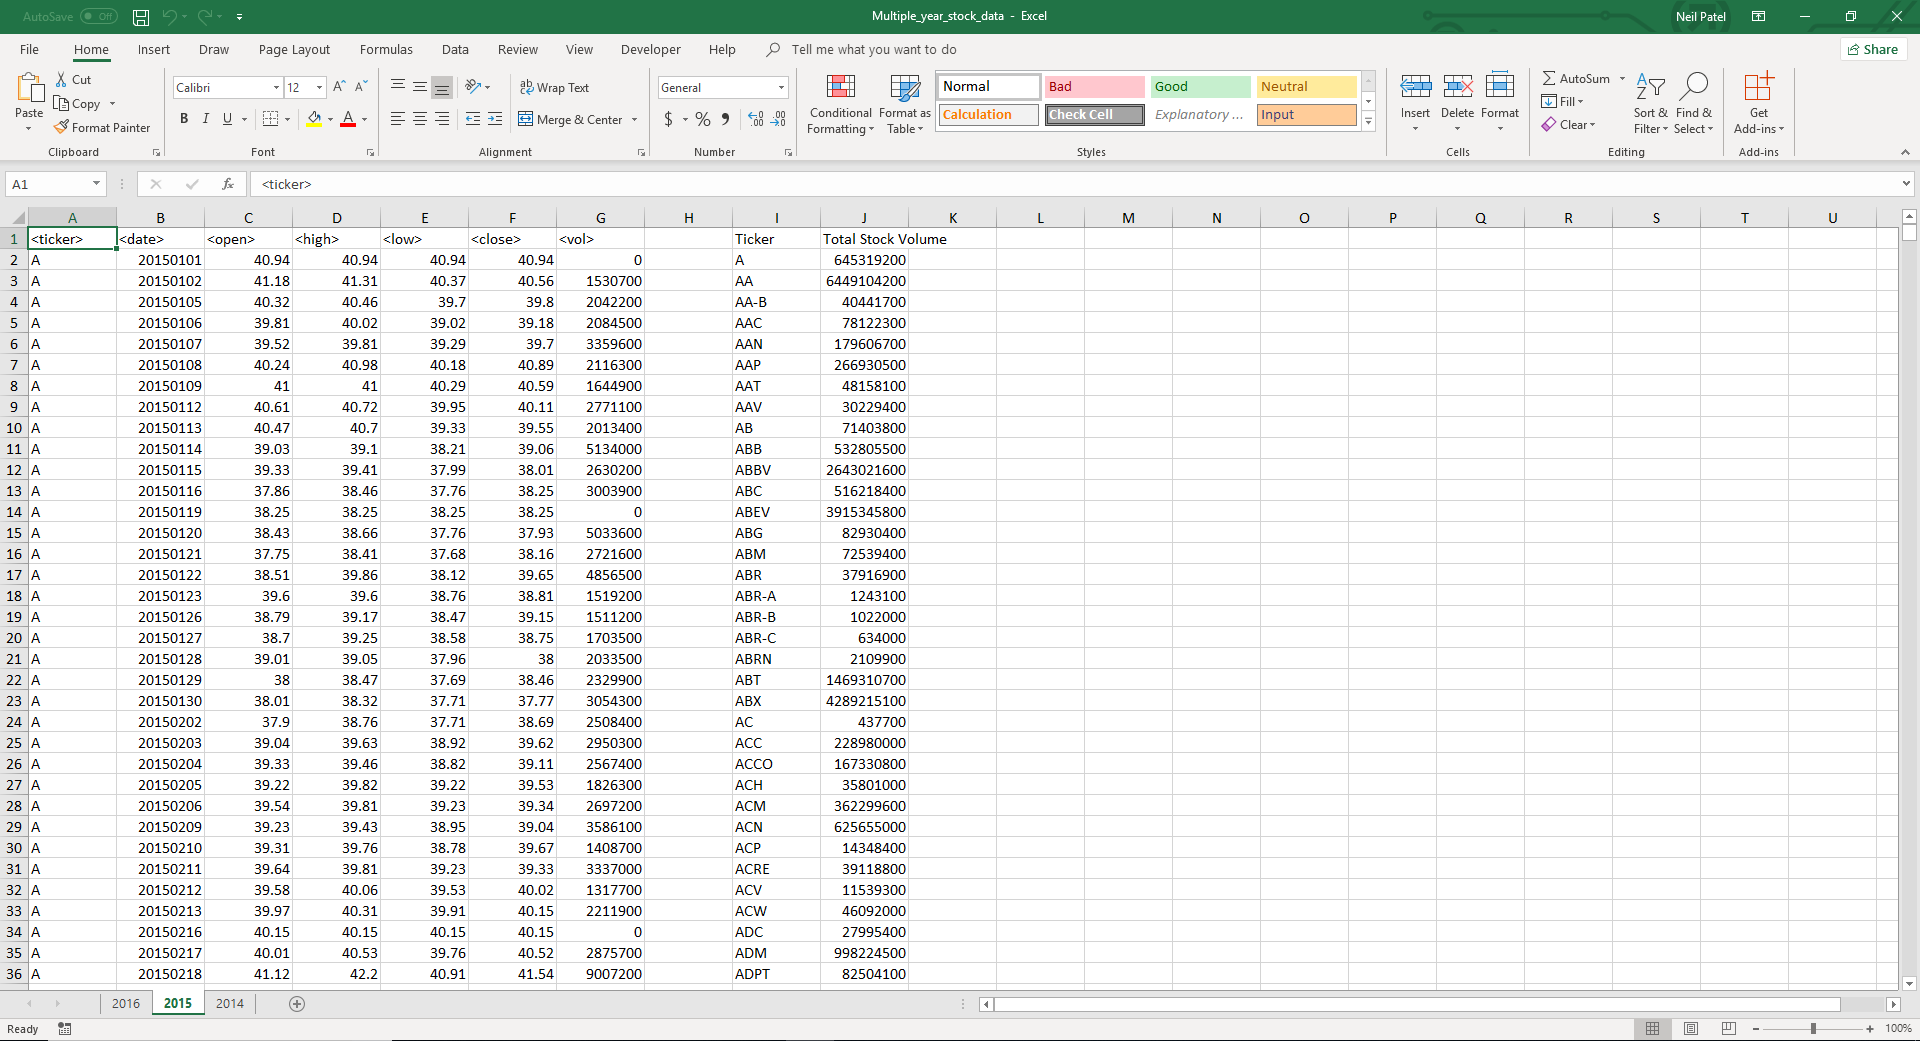 AutoSave Off
Multiple_year_stock_data - Excel
Neil Patel
File Home Insert Draw Page Layout Formulas Data Review View Developer Help Tell me what you want to do
Share
Paste
Cut
Copy
Format Painter
Clipboard
Calibri 12 A A
B I U A
Font
Wrap Text
Merge & Center
Alignment
General
$ % ,
Number
Conditional Formatting
Format as Table
Normal Bad Good Neutral
Calculation Check Cell Explanatory ... Input
Styles
Insert Delete Format
Cells
AutoSum
Fill
Clear
Sort & Filter
Find & Select
Editing
Get Add-ins
Add-ins
A1 fx <ticker>
A B C D E F G H I J K L M N O P Q R S T U
1 <ticker> <date> <open> <high> <low> <close> <vol> Ticker Total Stock Volume
2 A 20150101 40.94 40.94 40.94 40.94 0 A 645319200
3 A 20150102 41.18 41.31 40.37 40.56 1530700 AA 6449104200
4 A 20150105 40.32 40.46 39.7 39.8 2042200 AA-B 40441700
5 A 20150106 39.81 40.02 39.02 39.18 2084500 AAC 78122300
6 A 20150107 39.52 39.81 39.29 39.7 3359600 AAN 179606700
7 A 20150108 40.24 40.98 40.18 40.89 2116300 AAP 266930500
8 A 20150109 41 41 40.29 40.59 1644900 AAT 48158100
9 A 20150112 40.61 40.72 39.95 40.11 2771100 AAV 30229400
10 A 20150113 40.47 40.7 39.33 39.55 2013400 AB 71403800
11 A 20150114 39.03 39.1 38.21 39.06 5134000 ABB 532805500
12 A 20150115 39.33 39.41 37.99 38.01 2630200 ABBV 2643021600
13 A 20150116 37.86 38.46 37.76 38.25 3003900 ABC 516218400
14 A 20150119 38.25 38.25 38.25 38.25 0 ABEV 3915345800
15 A 20150120 38.43 38.66 37.76 37.93 5033600 ABG 82930400
16 A 20150121 37.75 38.41 37.68 38.16 2721600 ABM 72539400
17 A 20150122 38.51 39.86 38.12 39.65 4856500 ABR 37916900
18 A 20150123 39.6 39.6 38.76 38.81 1519200 ABR-A 1243100
19 A 20150126 38.79 39.17 38.47 39.15 1511200 ABR-B 1022000
20 A 20150127 38.7 39.25 38.58 38.75 1703500 ABR-C 634000
21 A 20150128 39.01 39.05 37.96 38 2033500 ABRN 2109900
22 A 20150129 38 38.47 37.69 38.46 2329900 ABT 1469310700
23 A 20150130 38.01 38.32 37.71 37.77 3054300 ABX 4289215100
24 A 20150202 37.9 38.76 37.71 38.69 2508400 AC 437700
25 A 20150203 39.04 39.63 38.92 39.62 2950300 ACC 228980000
26 A 20150204 39.33 39.46 38.82 39.11 2567400 ACCO 167330800
27 A 20150205 39.22 39.82 39.22 39.53 1826300 ACH 35801000
28 A 20150206 39.54 39.81 39.23 39.34 2697200 ACM 362299600
29 A 20150209 39.23 39.43 38.95 39.04 3586100 ACN 625655000
30 A 20150210 39.31 39.76 38.78 39.67 1408700 ACP 14348400
31 A 20150211 39.64 39.81 39.23 39.33 3337000 ACRE 39118800
32 A 20150212 39.58 40.06 39.53 40.02 1317700 ACV 11539300
33 A 20150213 39.97 40.31 39.91 40.15 2211900 ACW 46092000
34 A 20150216 40.15 40.15 40.15 40.15 0 ADC 27995400
35 A 20150217 40.01 40.53 39.76 40.52 2875700 ADM 998224500
36 A 20150218 41.12 42.2 40.91 41.54 9007200 ADPT 82504100
2016 2015 2014
Ready
100%